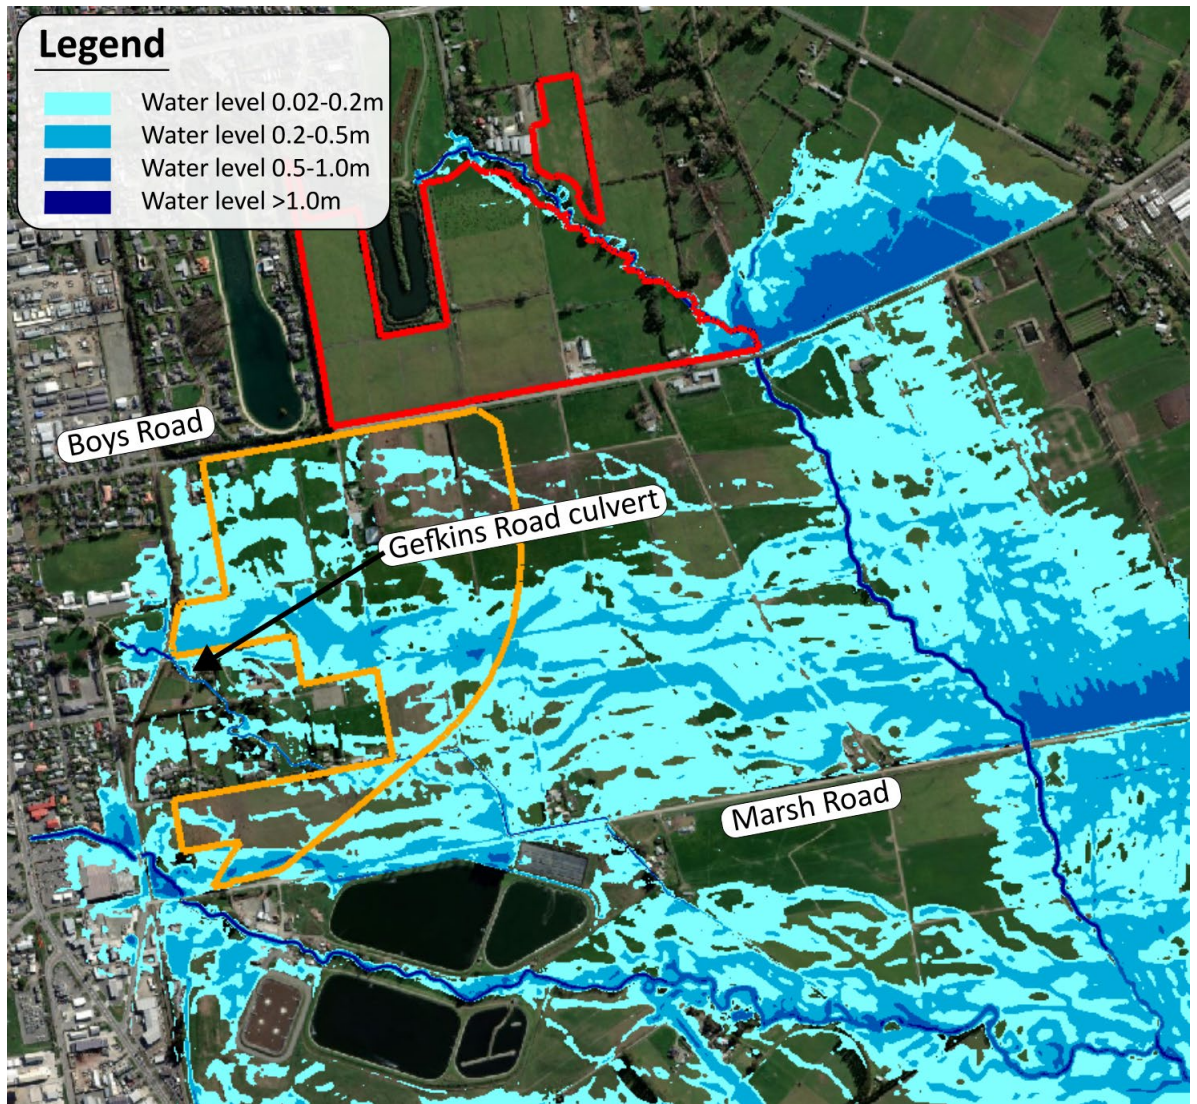 Legend
Water level 0.02-0.2m
Water level 0.2-0.5m
Water level 0.5-1.0m
Water level >1.0m
Boys Road
Gefkins Road culvert
Marsh Road